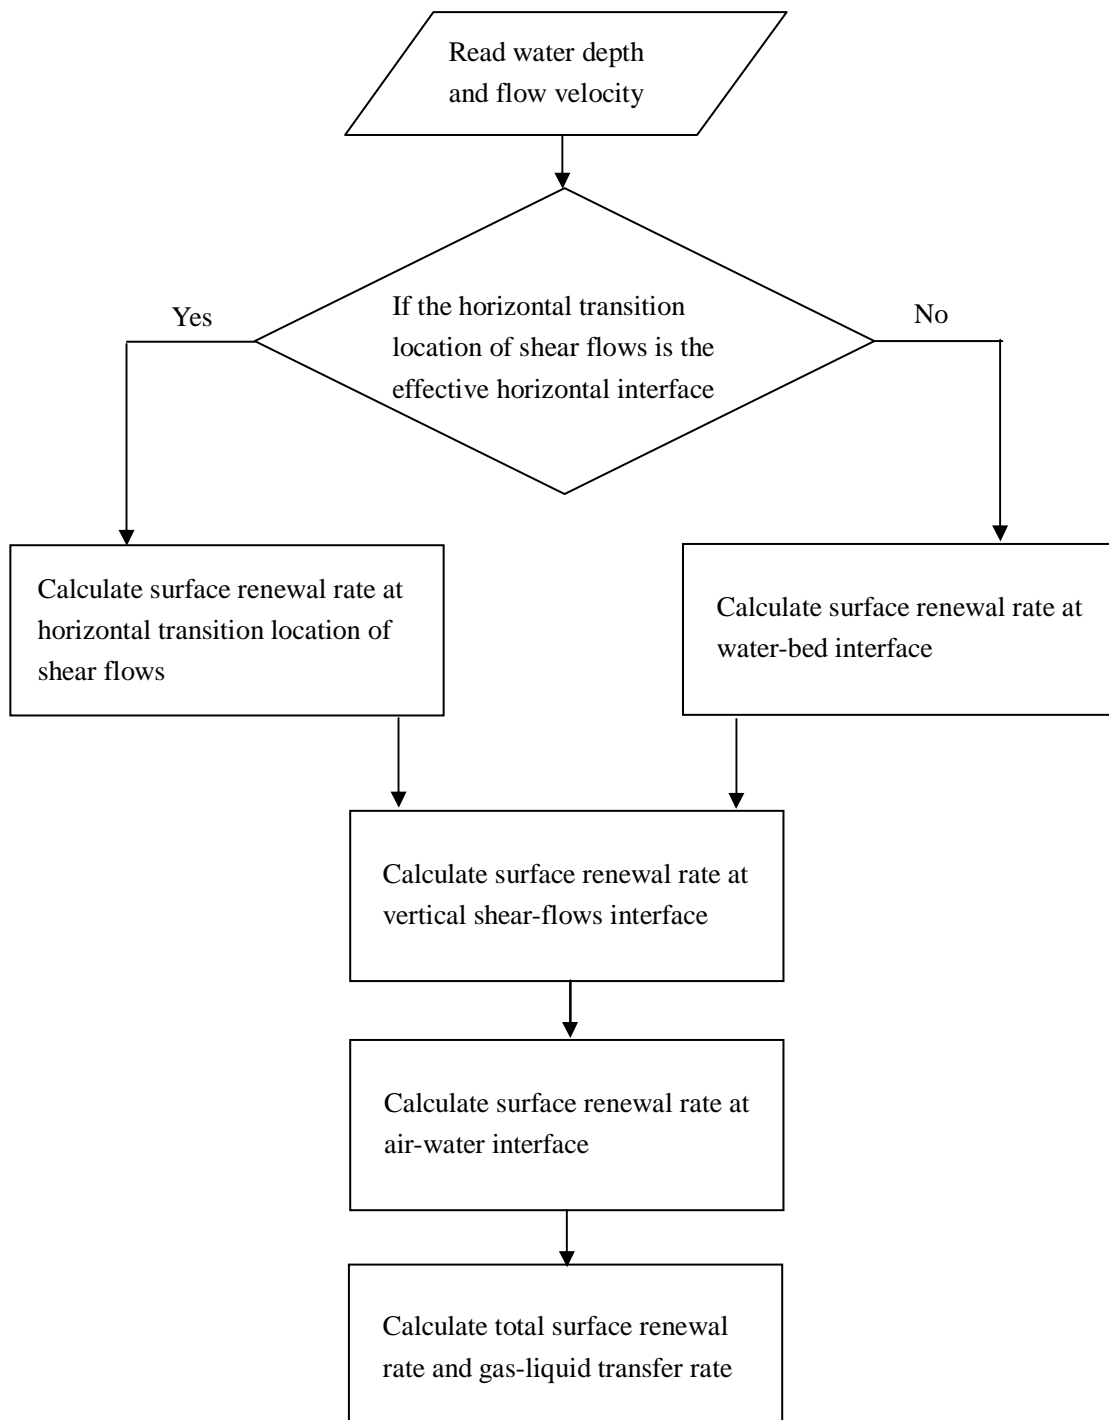 Read water depth
and flow velocity
If the horizontal transition
location of shear flows is the
effective horizontal interface
Yes
No
Calculate surface renewal rate at
horizontal transition location of
shear flows
Calculate surface renewal rate at
water-bed interface
Calculate surface renewal rate at
vertical shear-flows interface
Calculate surface renewal rate at
air-water interface
Calculate total surface renewal
rate and gas-liquid transfer rate